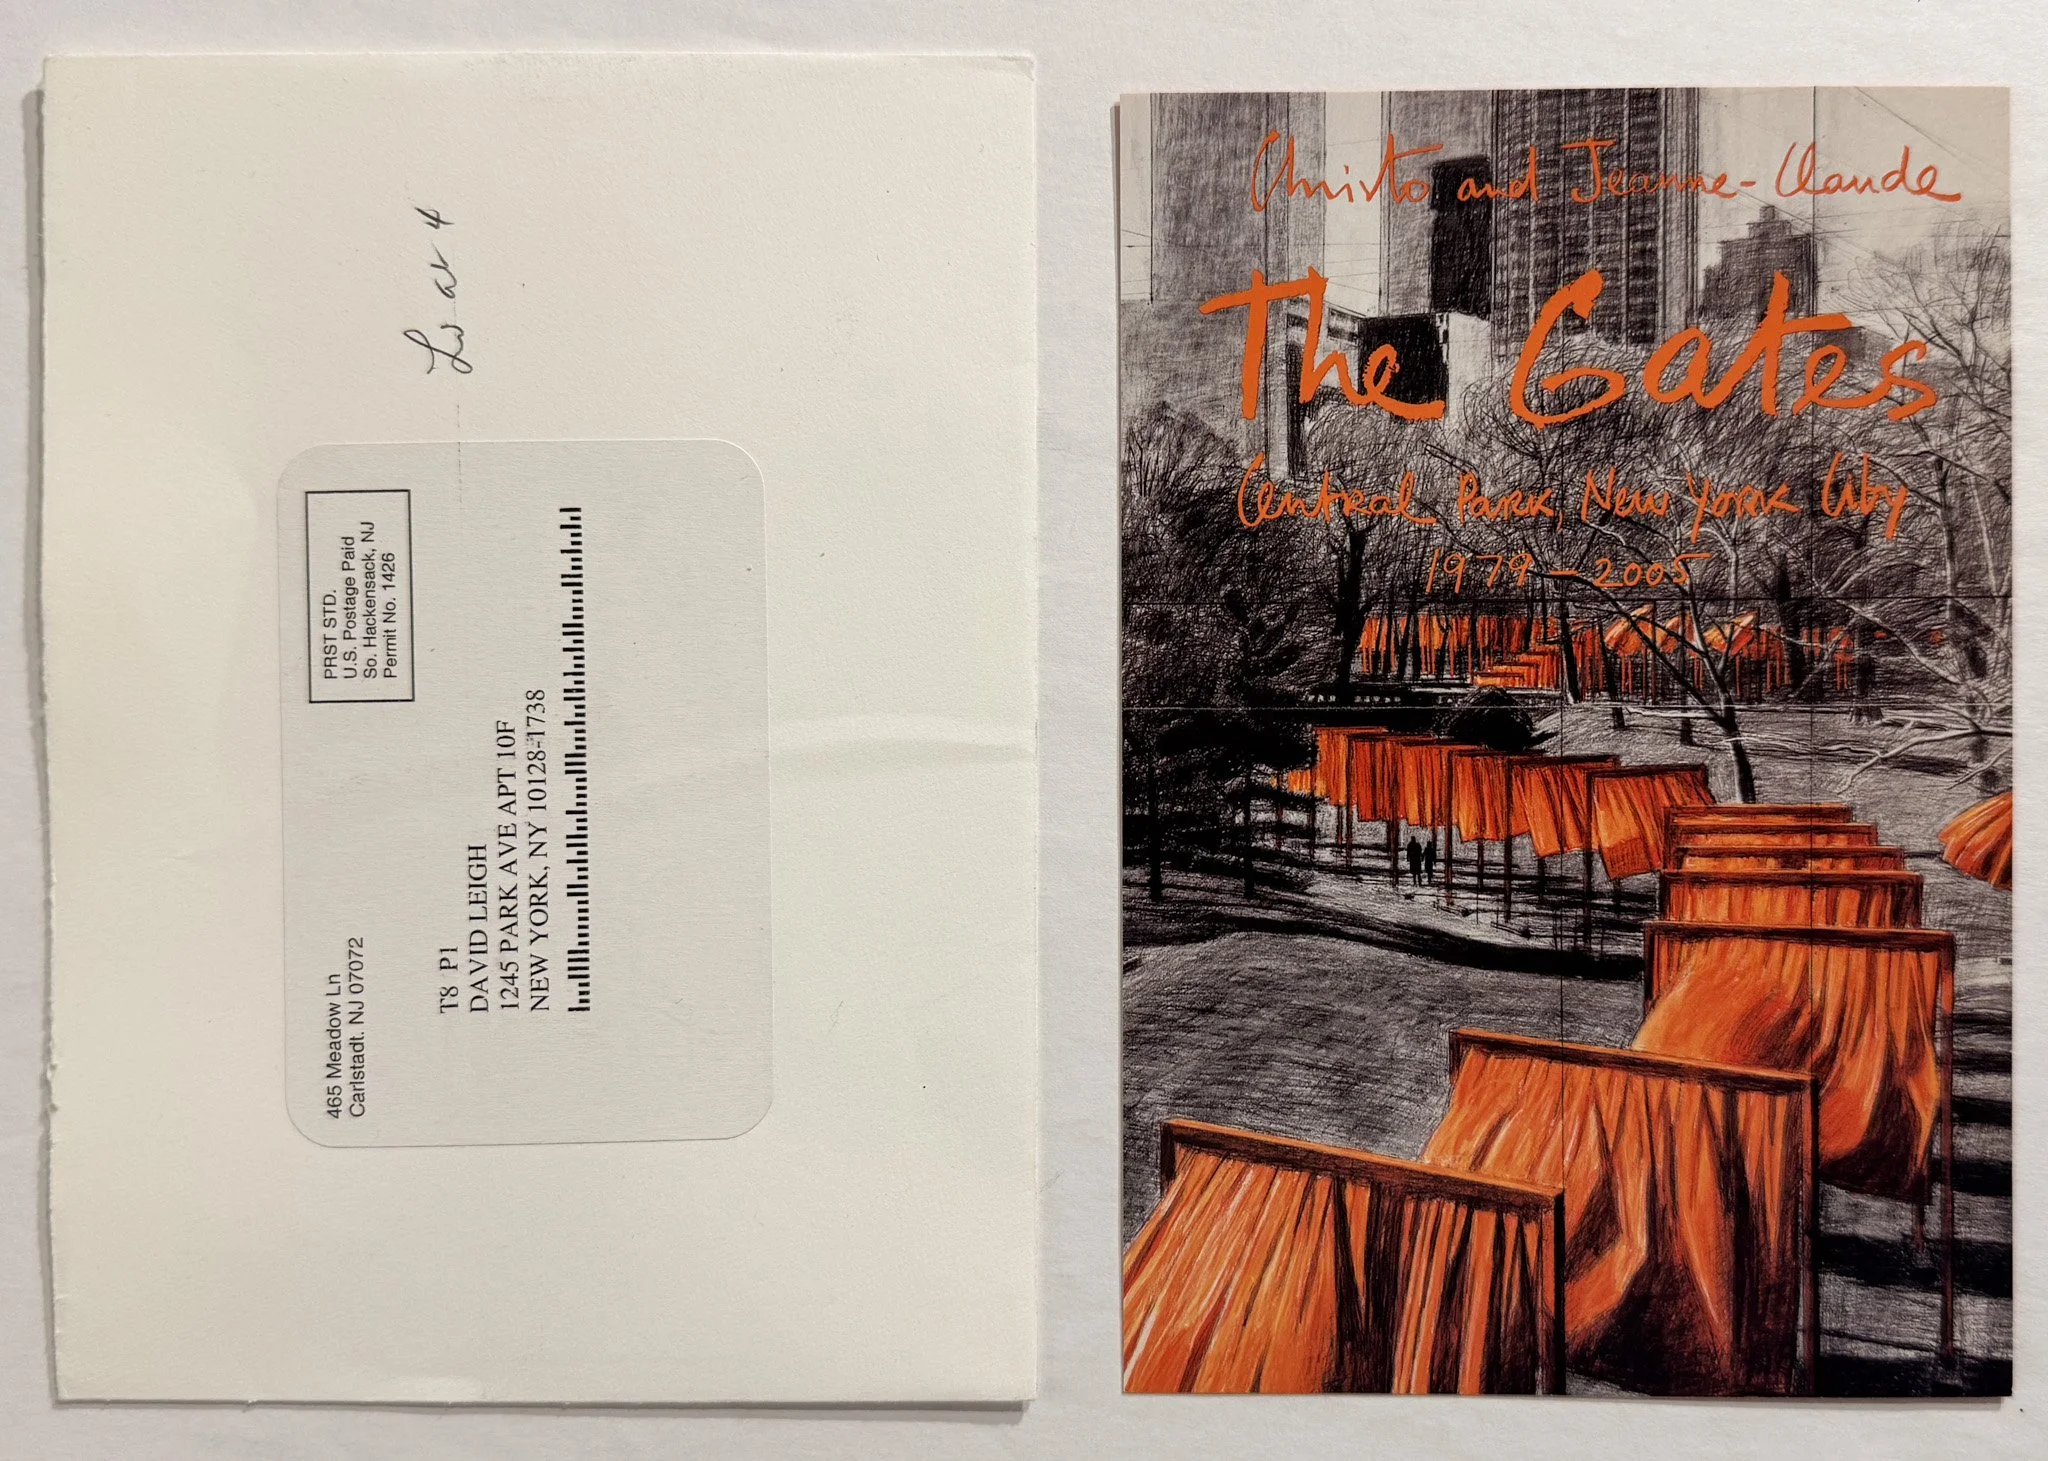 at 4
PRST STD.
U.S. Postage Paid
So. Hackensack, NJ
Permit No. 1426
465 Meadow Ln
Carlstadt. NJ 07072
T8 P1
DAVID LEIGH
1245 PARK AVE APT 10F
NEW YORK, NY 10128-1738
Christo and Jeanne-Claude
The Gates
Central Park, New York City
1979-2005